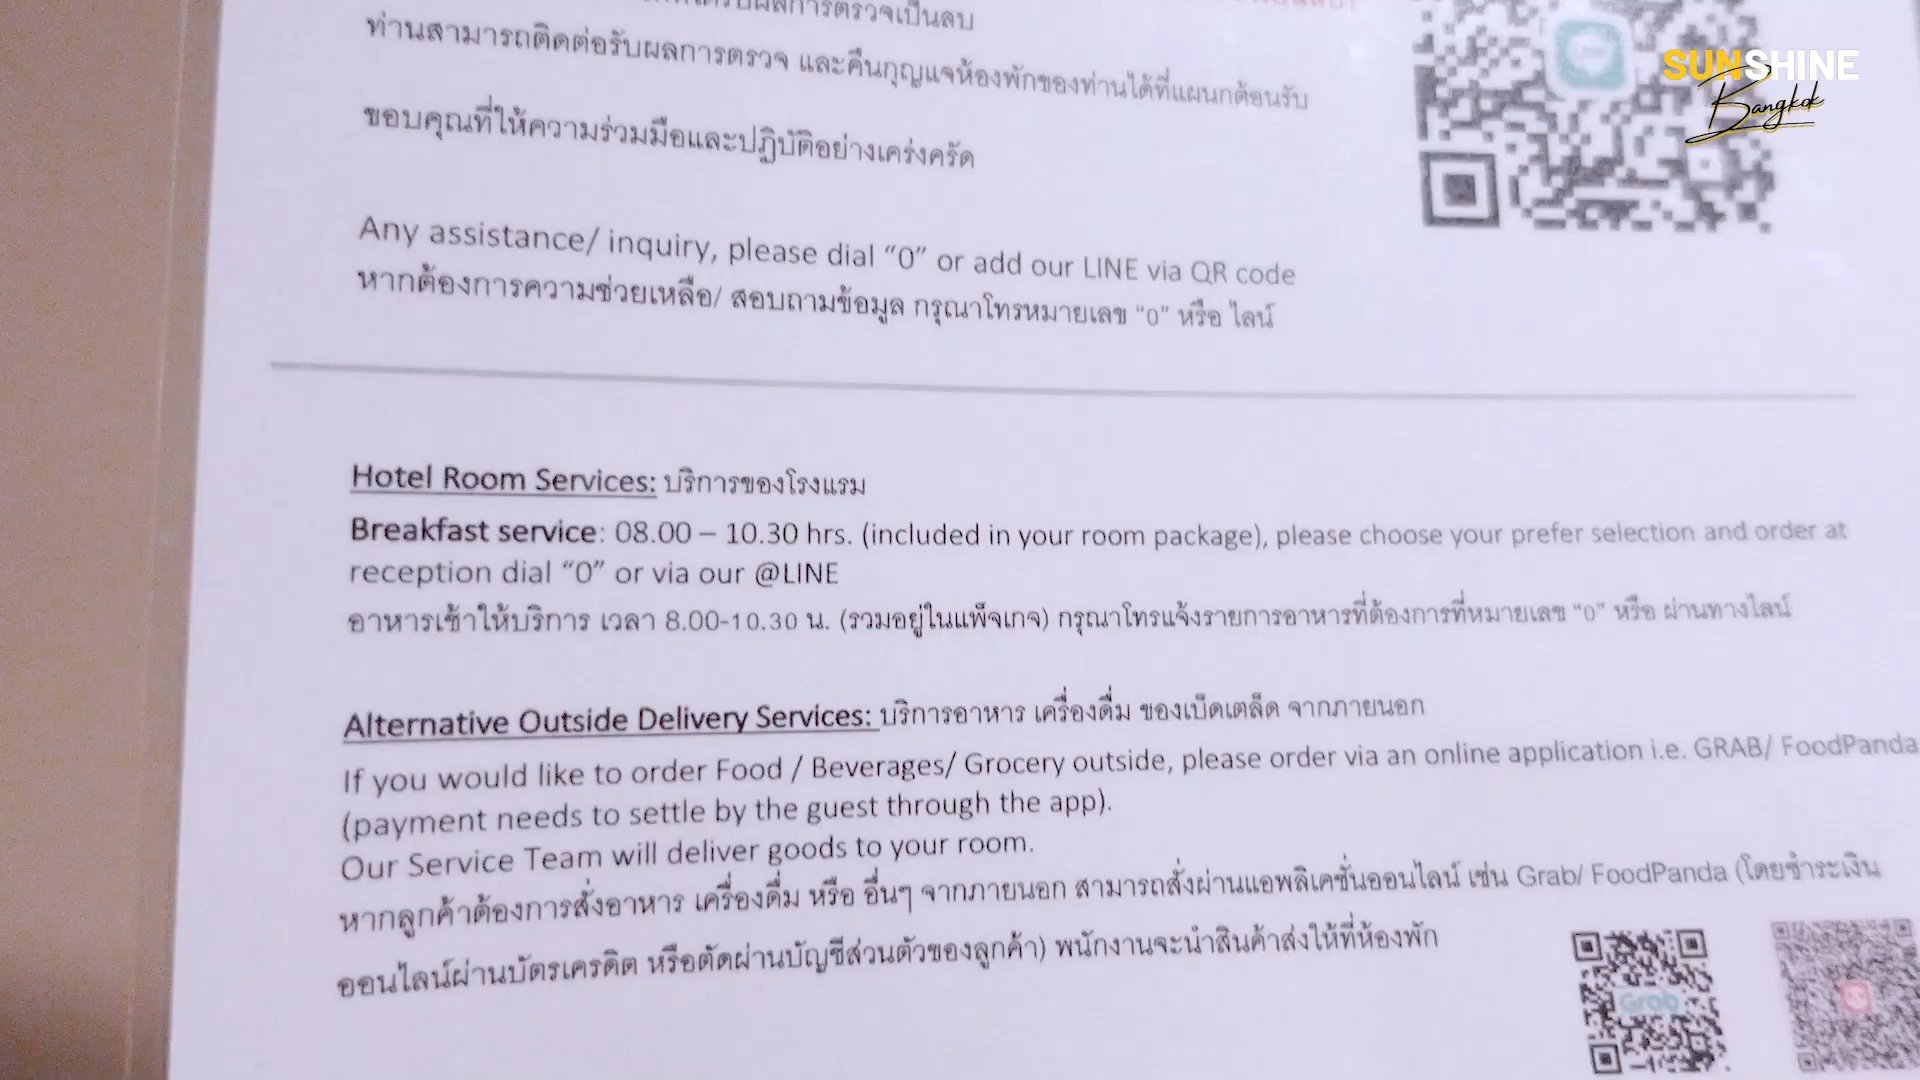 ผลการตรวจเป็นลบ
ท่านสามารถติดต่อรับผลการตรวจ และคืนกุญแจห้องพักของท่านได้ที่แผนกต้อนรับ
ขอบคุณที่ให้ความร่วมมือและปฏิบัติอย่างเคร่งครัด
SUNSHINE
Bangkok
Any assistance/ inquiry, please dial “0” or add our LINE via QR code
หากต้องการความช่วยเหลือ/ สอบถามข้อมูล กรุณาโทรหมายเลข “0” หรือ ไลน์
Hotel Room Services: บริการของโรงแรม
Breakfast service: 08.00 – 10.30 hrs. (included in your room package), please choose your prefer selection and order at
reception dial “0” or via our @LINE
อาหารเช้าให้บริการ เวลา 8.00-10.30 น. (รวมอยู่ในแพ็จเกจ) กรุณาโทรแจ้งรายการอาหารที่ต้องการที่หมายเลข “0” หรือ ผ่านทางไลน์
Alternative Outside Delivery Services: บริการอาหาร เครื่องดื่ม ของเบ็ดเตล็ด จากภายนอก
If you would like to order Food / Beverages/ Grocery outside, please order via an online application i.e. GRAB/ FoodPanda
(payment needs to settle by the guest through the app).
Our Service Team will deliver goods to your room.
หากลูกค้าต้องการสั่งอาหาร เครื่องดื่ม หรือ อื่นๆ จากภายนอก สามารถสั่งผ่านแอพลิเคชั่นออนไลน์ เช่น Grab/ FoodPanda (โดยชำระเงิน
ออนไลน์ผ่านบัตรเครดิต หรือตัดผ่านบัญชีส่วนตัวของลูกค้า) พนักงานจะนำสินค้าส่งให้ที่ห้องพัก
Grab